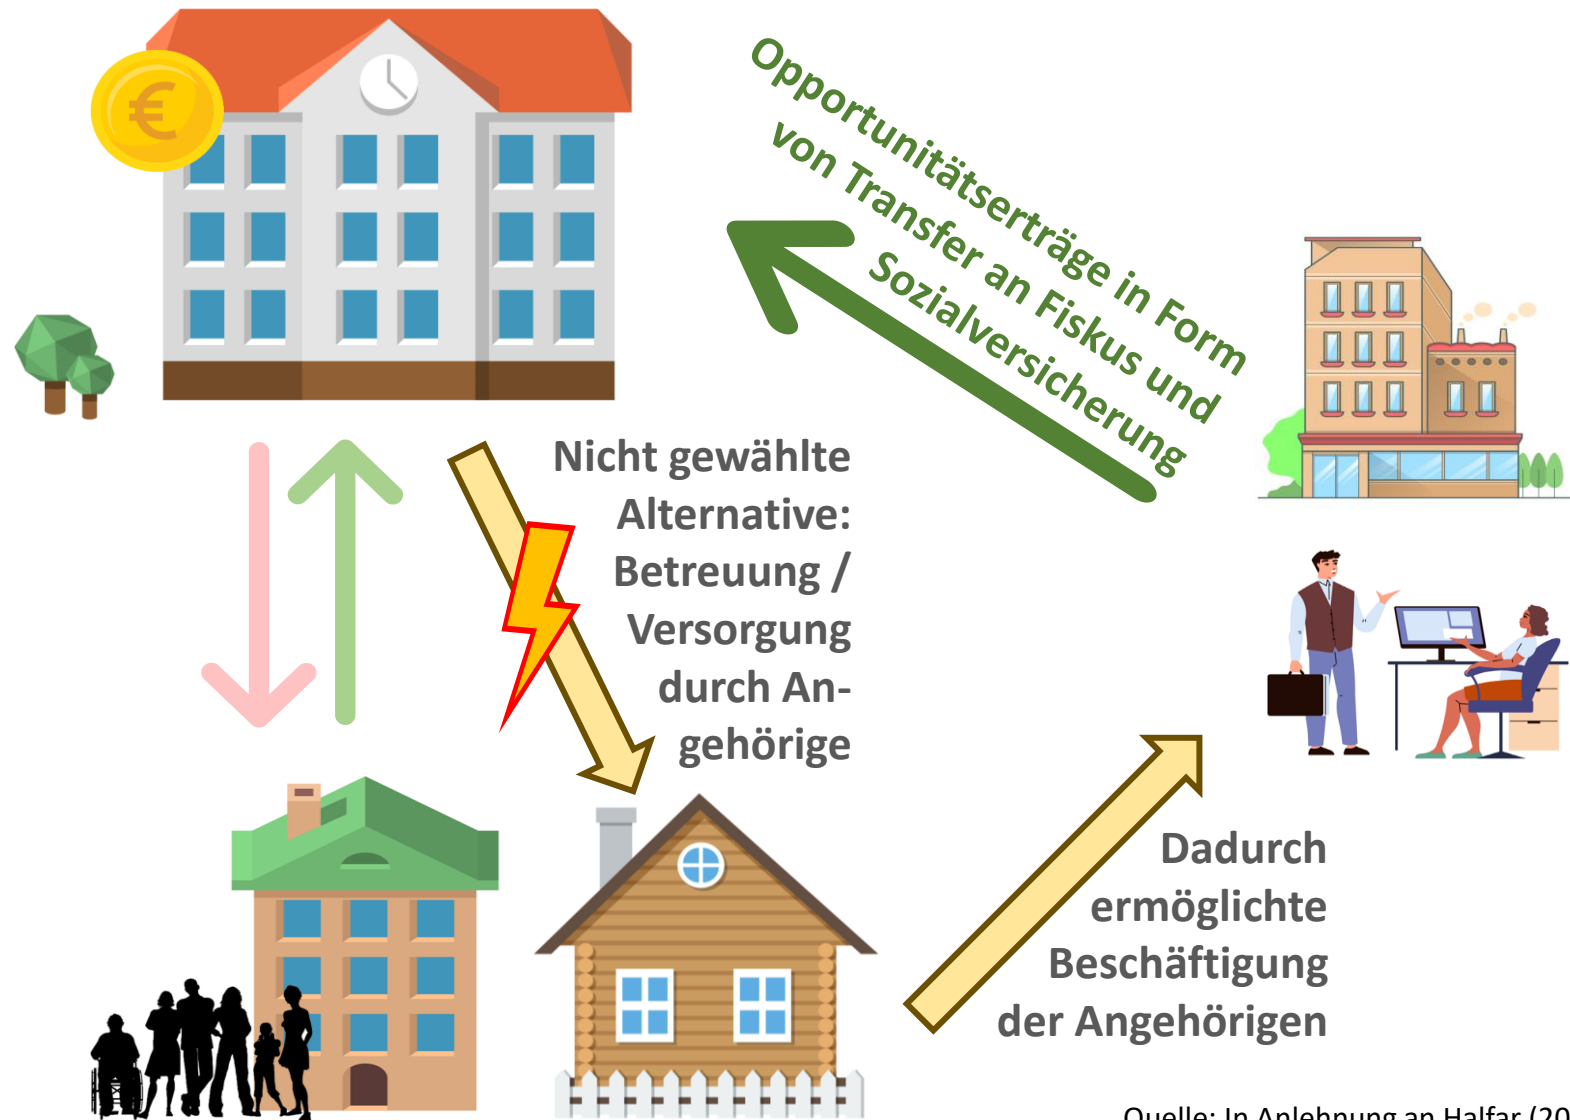 Opportunitätserträge in Form
von Transfer an Fiskus und
Sozialversicherung
Nicht gewählte
Alternative:
Betreuung /
Versorgung
durch An-
gehörige
Dadurch
ermöglichte
Beschäftigung
der Angehörigen
Quelle: In Anlehnung an Halfar (20